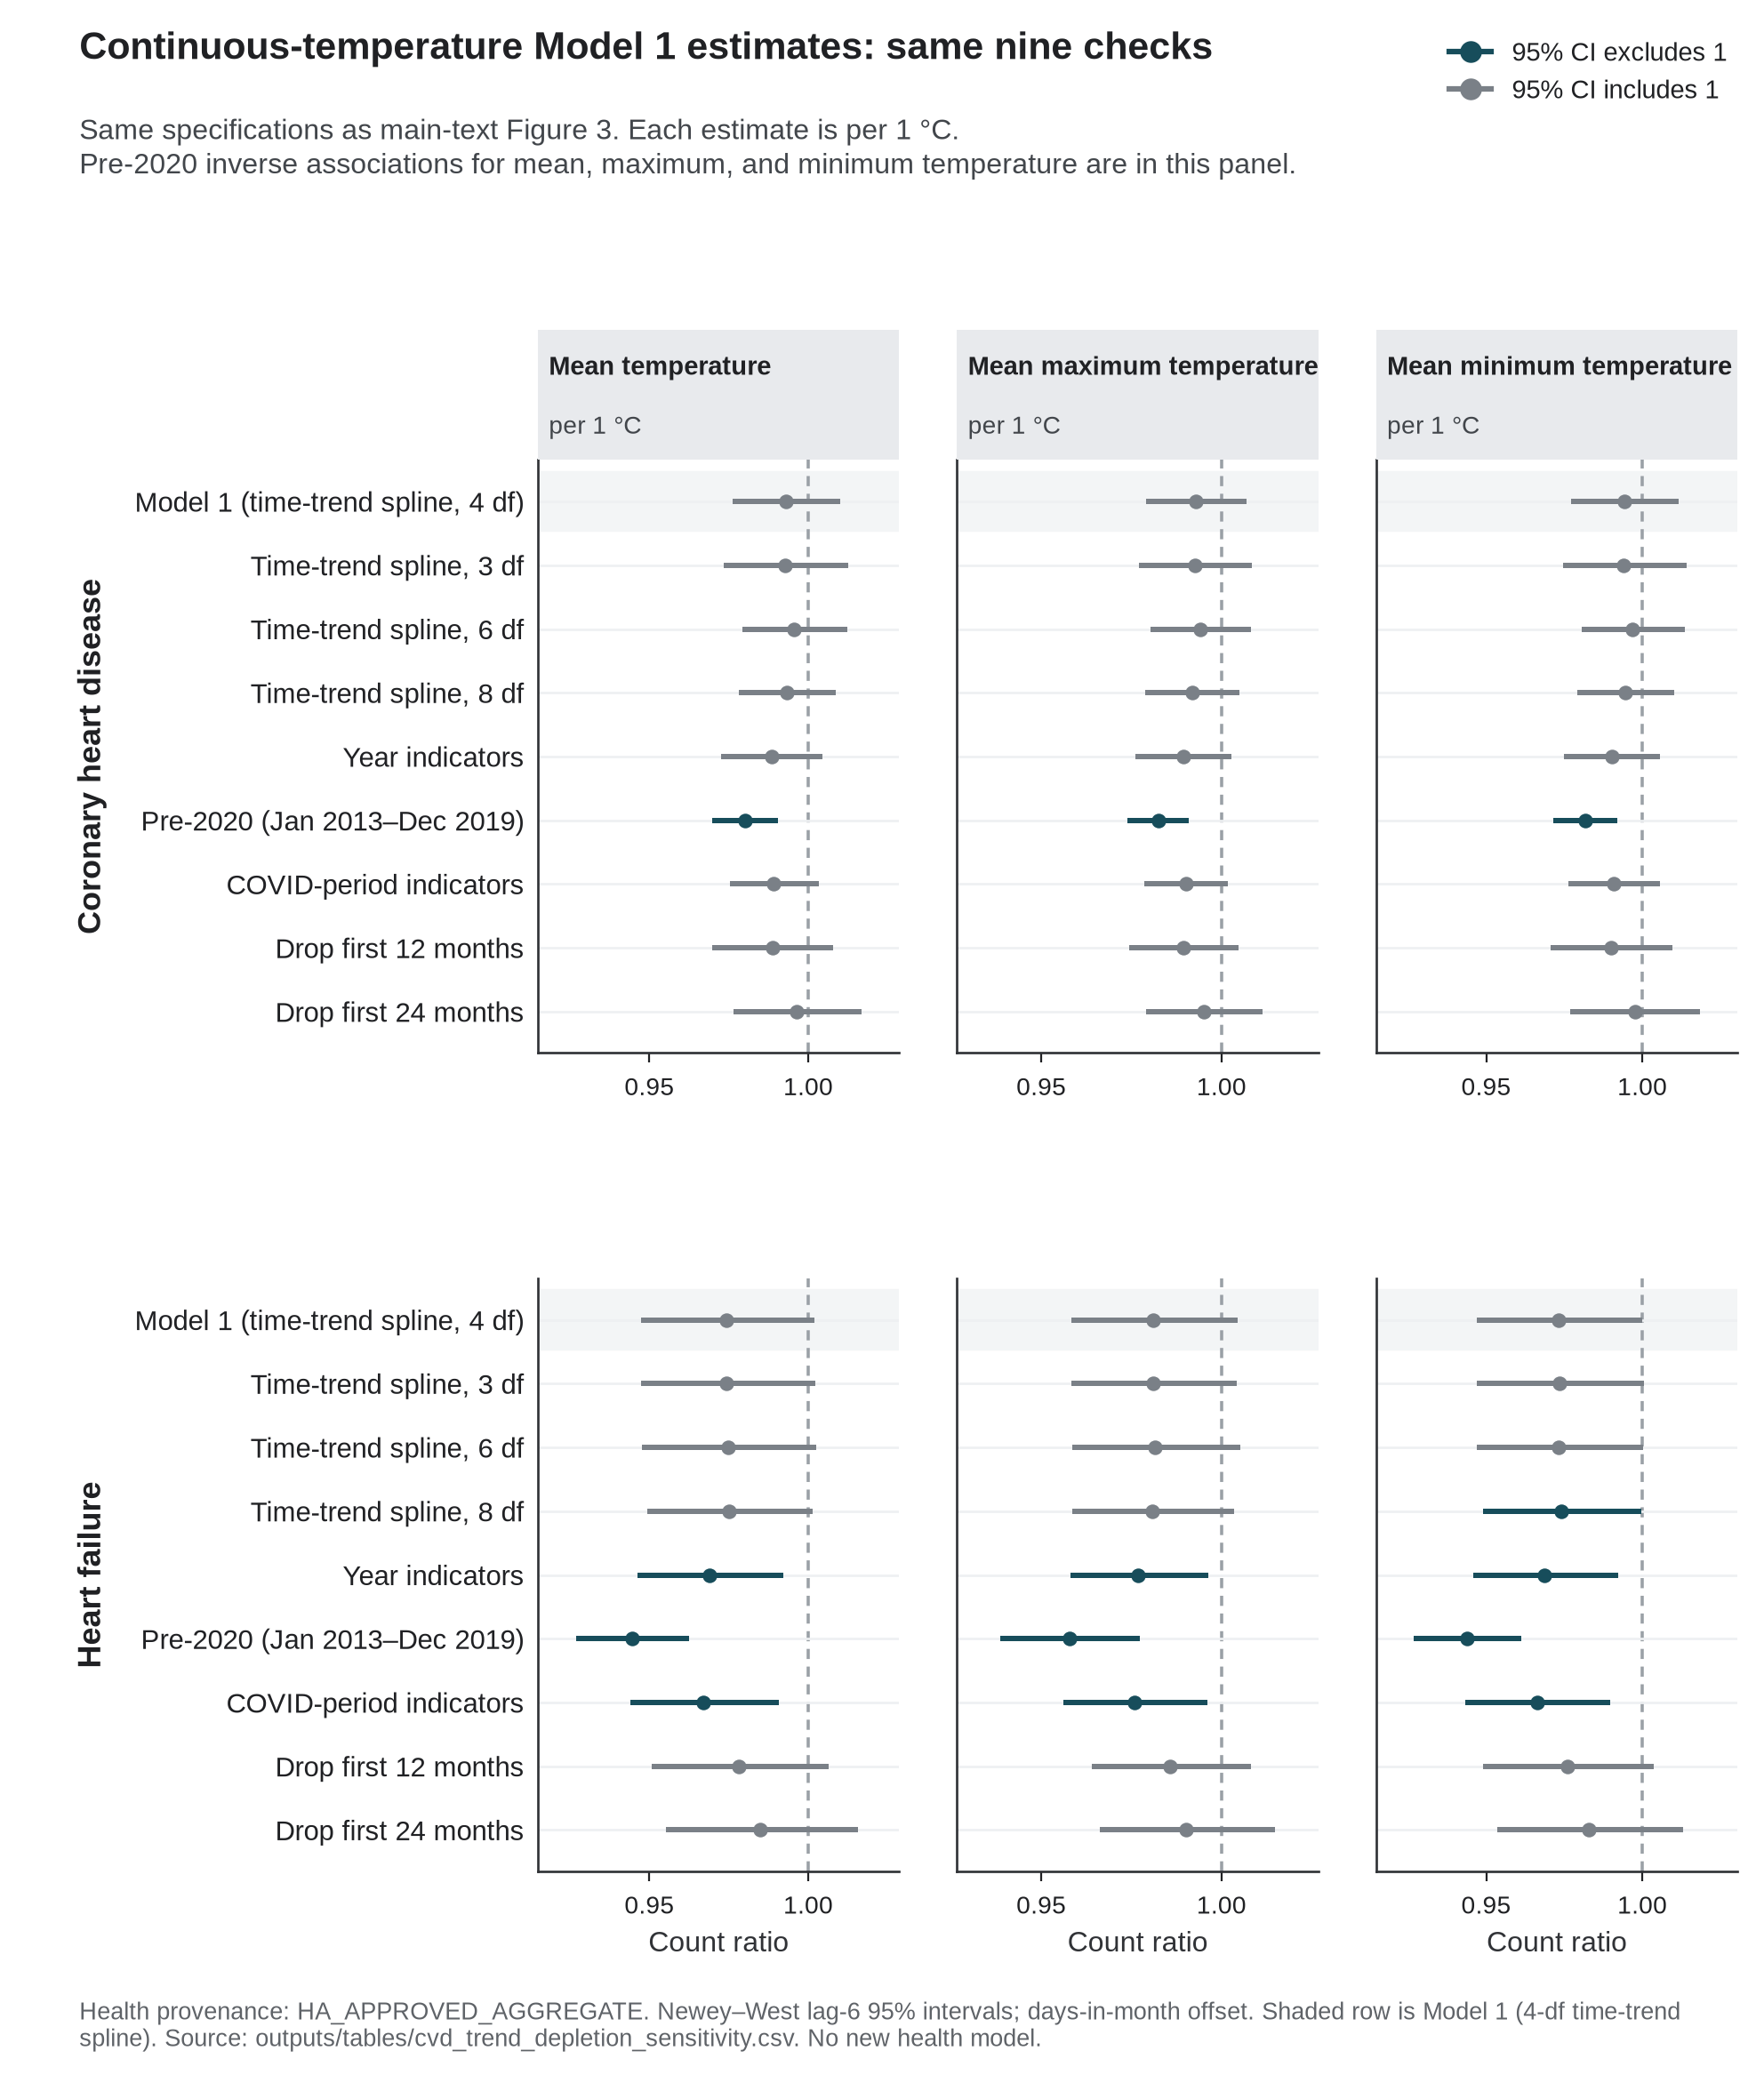 Continuous-temperature Model 1 estimates: same nine checks
95% CI excludes 1
95% CI includes 1
Same specifications as main-text Figure 3. Each estimate is per 1 °C.
Pre-2020 inverse associations for mean, maximum, and minimum temperature are in this panel.
Mean temperature
per 1 °C
Mean maximum temperature
per 1 °C
Mean minimum temperature
per 1 °C
Coronary heart disease
Model 1 (time-trend spline, 4 df)
Time-trend spline, 3 df
Time-trend spline, 6 df
Time-trend spline, 8 df
Year indicators
Pre-2020 (Jan 2013–Dec 2019)
COVID-period indicators
Drop first 12 months
Drop first 24 months
0.95 1.00
0.95 1.00
0.95 1.00
Heart failure
Model 1 (time-trend spline, 4 df)
Time-trend spline, 3 df
Time-trend spline, 6 df
Time-trend spline, 8 df
Year indicators
Pre-2020 (Jan 2013–Dec 2019)
COVID-period indicators
Drop first 12 months
Drop first 24 months
0.95 1.00
0.95 1.00
0.95 1.00
Count ratio
Count ratio
Count ratio
Health provenance: HA_APPROVED_AGGREGATE. Newey–West lag-6 95% intervals; days-in-month offset. Shaded row is Model 1 (4-df time-trend
spline). Source: outputs/tables/cvd_trend_depletion_sensitivity.csv. No new health model.